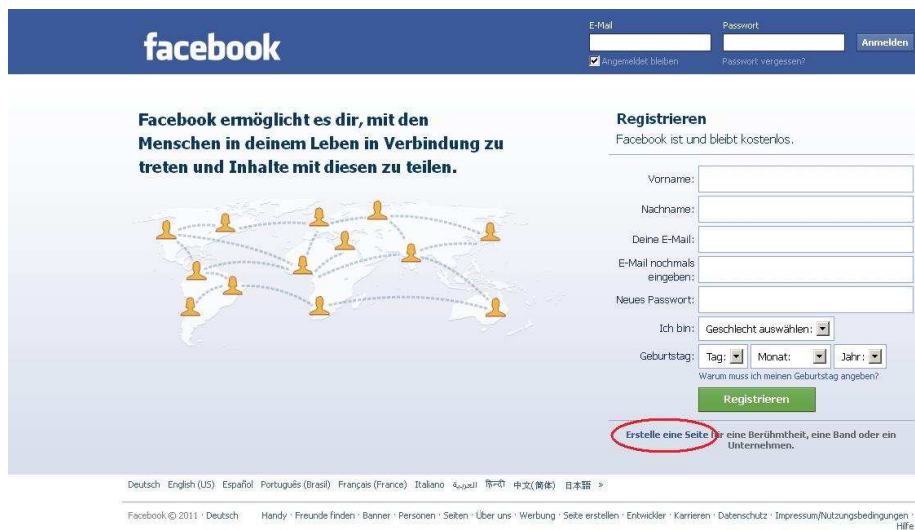 facebook
E-Mail
Passwort
Anmelden
Angemeldet bleiben
Passwort vergessen?
Facebook ermöglicht es dir, mit den
Menschen in deinem Leben in Verbindung zu
treten und Inhalte mit diesen zu teilen.
Registrieren
Facebook ist und bleibt kostenlos.
Vorname:
Nachname:
Deine E-Mail:
E-Mail nochmals
eingeben:
Neues Passwort:
Ich bin: Geschlecht auswählen:
Geburtstag: Tag: Monat: Jahr:
Warum muss ich meinen Geburtstag angeben?
Registrieren
Erstelle eine Seite für eine Berühmtheit, eine Band oder ein
Unternehmen.
Deutsch English (US) Español Português (Brasil) Français (France) Italiano العربية हिन्दी 中文(简体) 日本語 »
Facebook © 2011 · Deutsch Handy · Freunde finden · Banner · Personen · Seiten · Über uns · Werbung · Seite erstellen · Entwickler · Karrieren · Datenschutz · Impressum/Nutzungsbedingungen ·
Hilfe